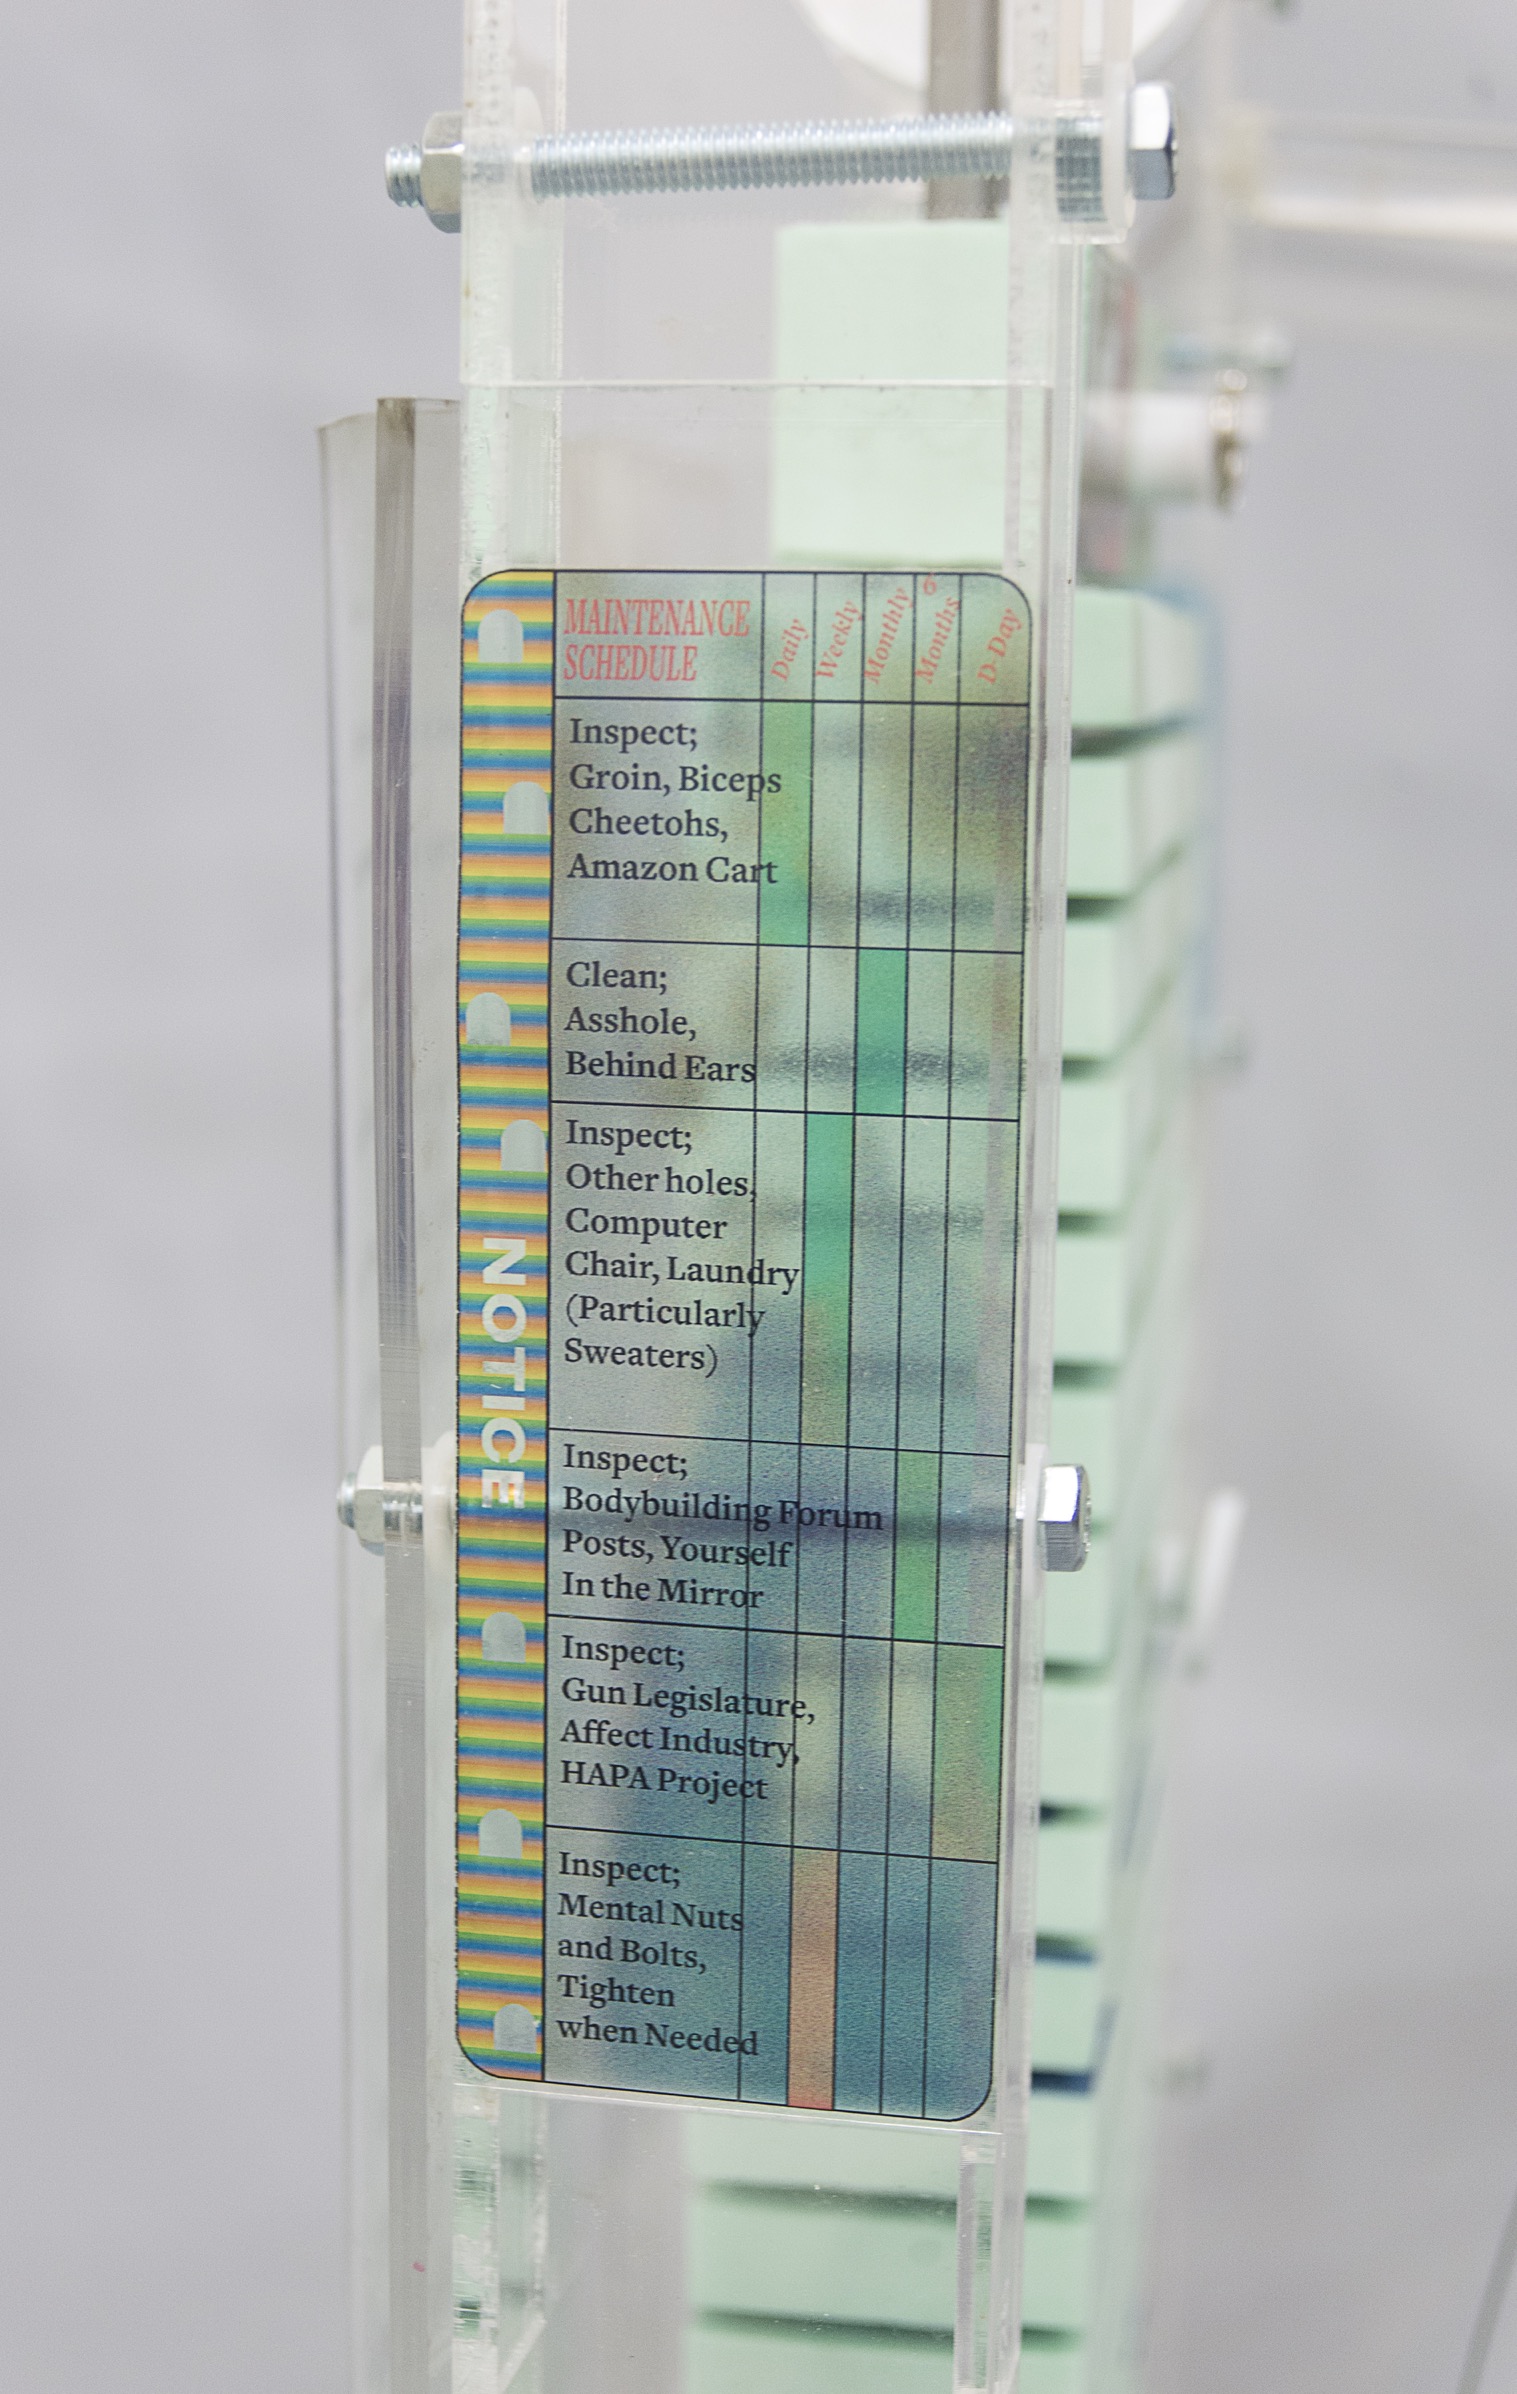 MAINTENANCE
SCHEDULE
Daily
Weekly
Monthly
6
Months
D-Day
Inspect;
Groin, Biceps
Cheetohs,
Amazon Cart
Clean;
Asshole,
Behind Ears
Inspect;
Other holes,
Computer
Chair, Laundry
(Particularly
Sweaters)
Inspect;
Bodybuilding Forum
Posts, Yourself
In the Mirror
Inspect;
Gun Legislature,
Affect Industry,
HAPA Project
Inspect;
Mental Nuts
and Bolts,
Tighten
when Needed
NOTICE